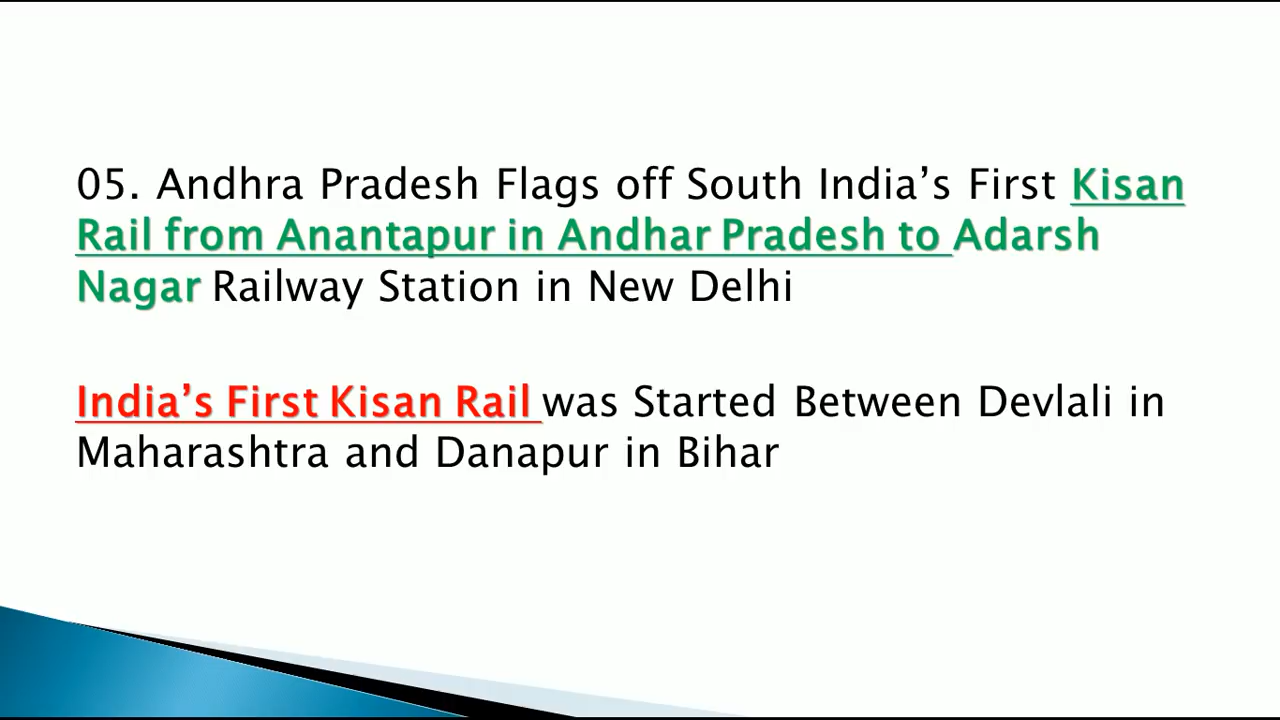 05. Andhra Pradesh Flags off South India’s First Kisan
Rail from Anantapur in Andhar Pradesh to Adarsh
Nagar Railway Station in New Delhi
India’s First Kisan Rail was Started Between Devlali in
Maharashtra and Danapur in Bihar